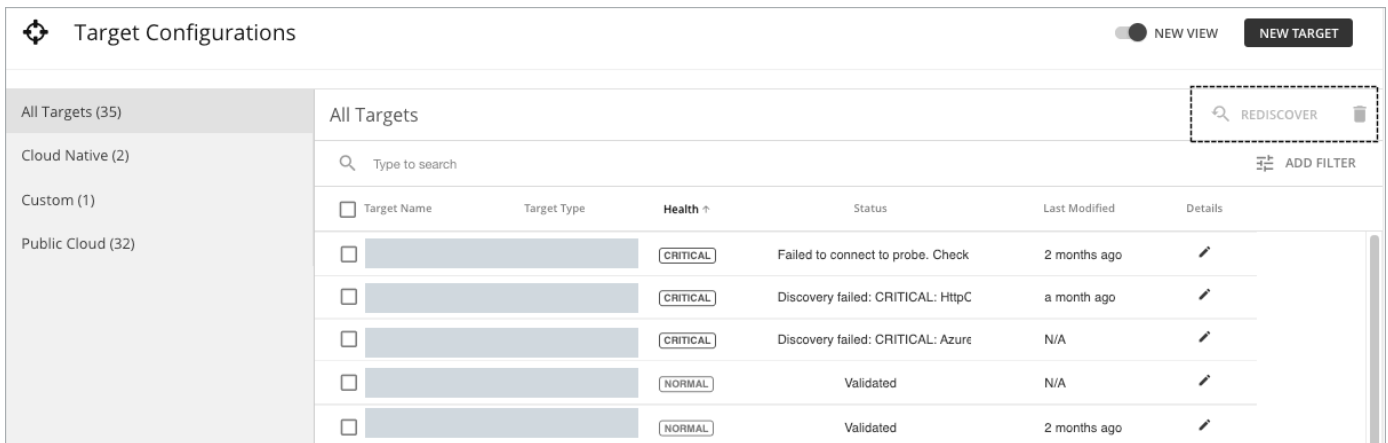 Target Configurations
NEW VIEW
NEW TARGET
All Targets (35)
Cloud Native (2)
Custom (1)
Public Cloud (32)
All Targets
REDISCOVER
Type to search
ADD FILTER
Target Name Target Type Health ↑ Status Last Modified Details
CRITICAL Failed to connect to probe. Check 2 months ago
CRITICAL Discovery failed: CRITICAL: HttpC a month ago
CRITICAL Discovery failed: CRITICAL: Azure N/A
NORMAL Validated N/A
NORMAL Validated 2 months ago